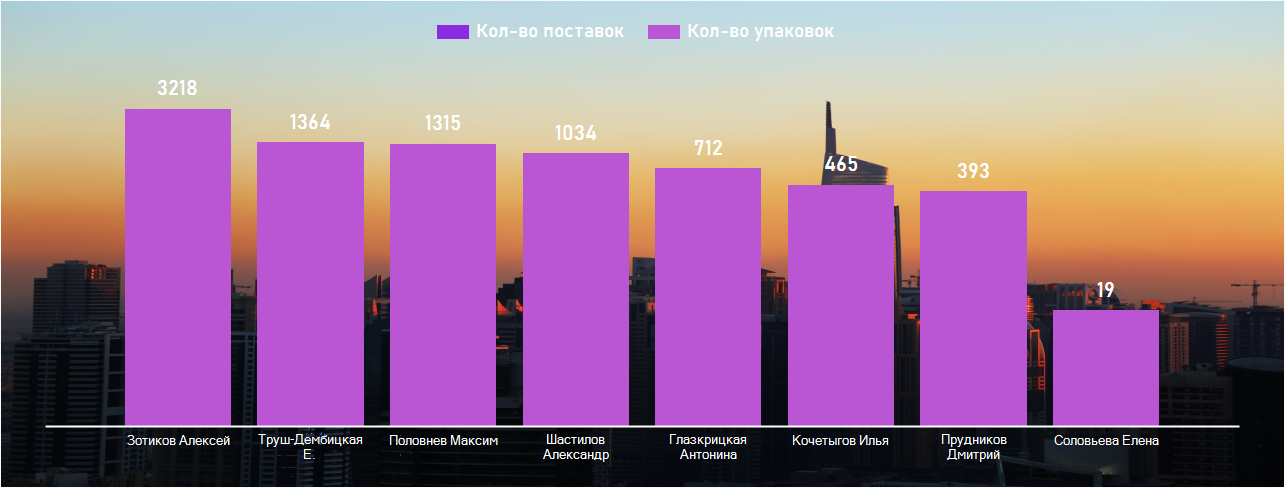 Кол-во поставок
Кол-во упаковок
3218
1364
1315
1034
712
465
393
19
Зотиков Алексей
Труш-Дембицкая
Е.
Половнев Максим
Шастилов
Александр
Глазкрицкая
Антонина
Кочетыгов Илья
Прудников
Дмитрий
Соловьева Елена